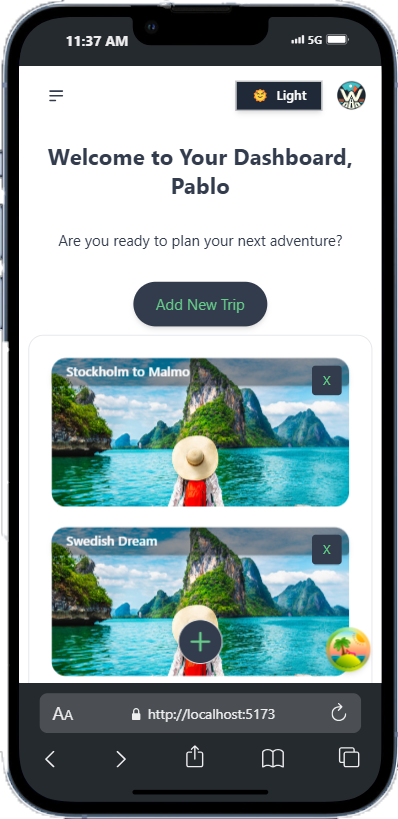 11:37 AM
5G
Light
Welcome to Your Dashboard,
Pablo
Are you ready to plan your next adventure?
Add New Trip
Stockholm to Malmo
X
Swedish Dream
X
AA
http://localhost:5173